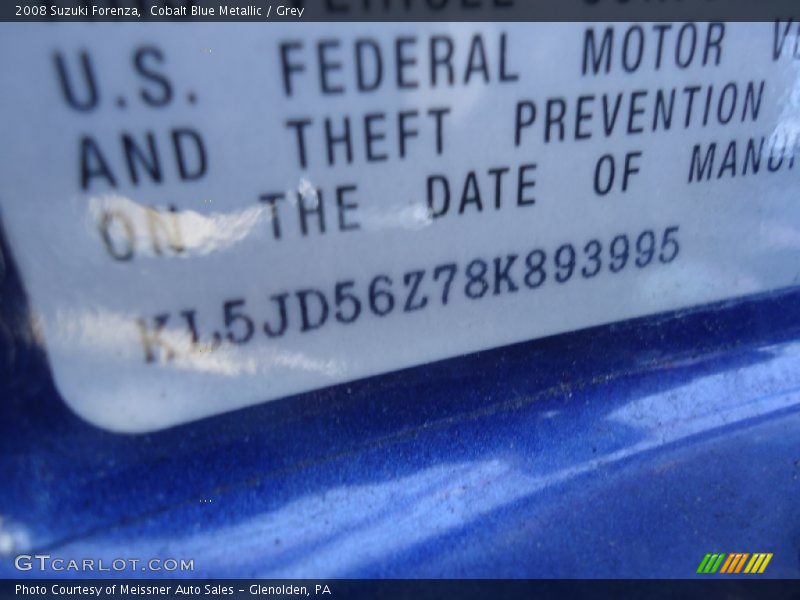 2008 Suzuki Forenza, Cobalt Blue Metallic / Grey
U.S. FEDERAL MOTOR
AND THEFT PREVENTION
ON THE DATE OF
KL5JD56Z78K893995
GTCARLOT.COM
Photo Courtesy of Meissner Auto Sales - Glenolden, PA